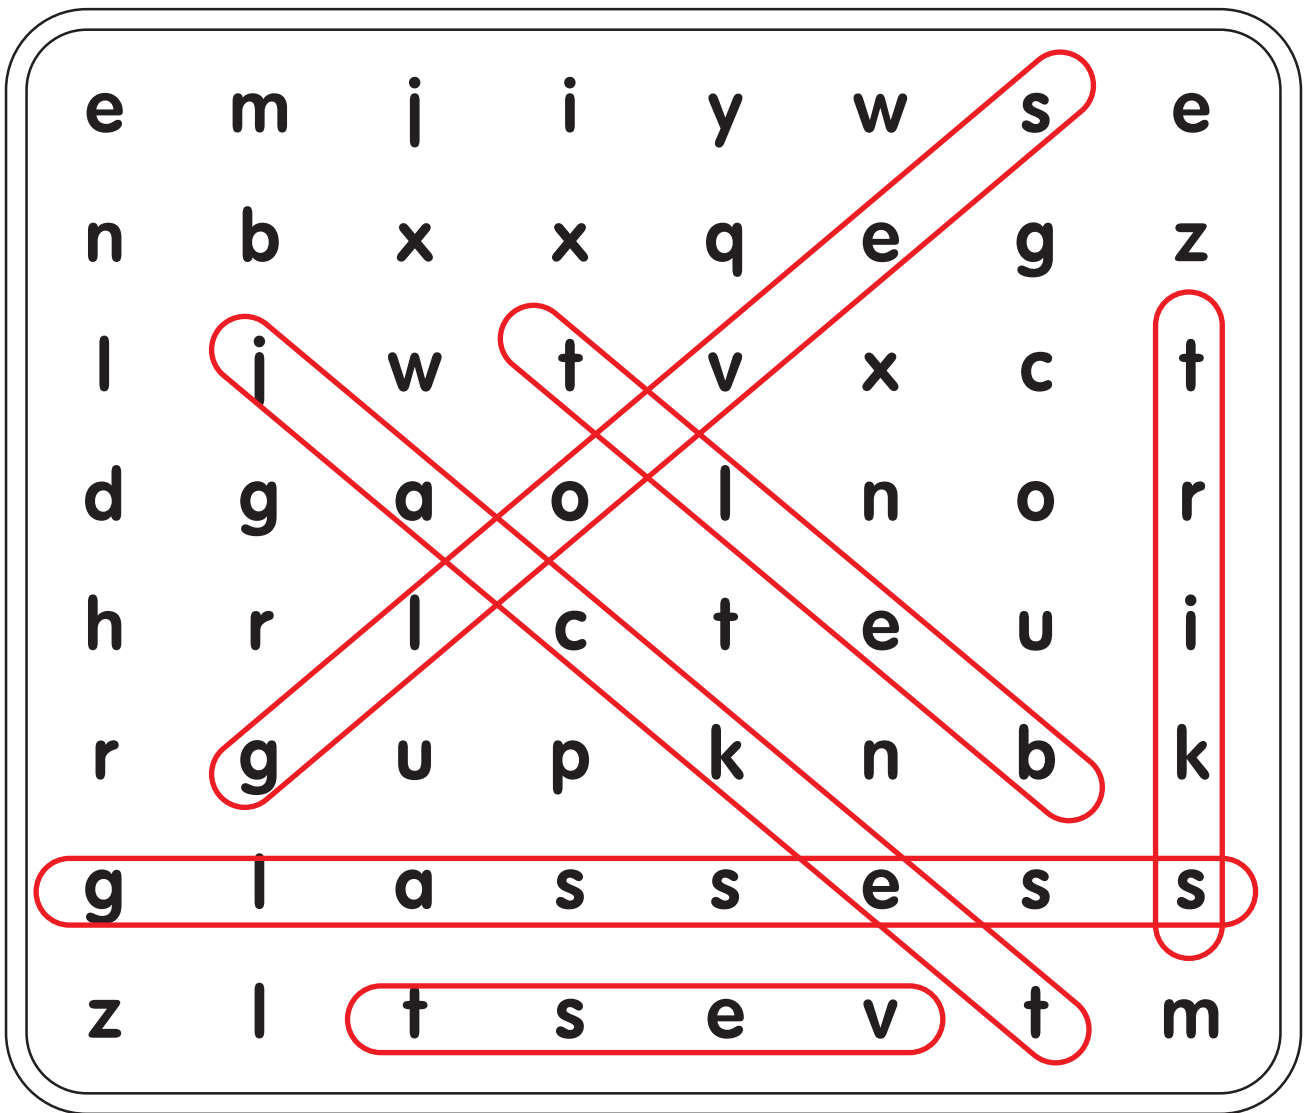 e m j i y w s e
n b x x q e g z
l j w t v x c t
d g a o l n o r
h r l c t e u i
r g u p k n b k
g l a s s e s s
z l t s e v t m